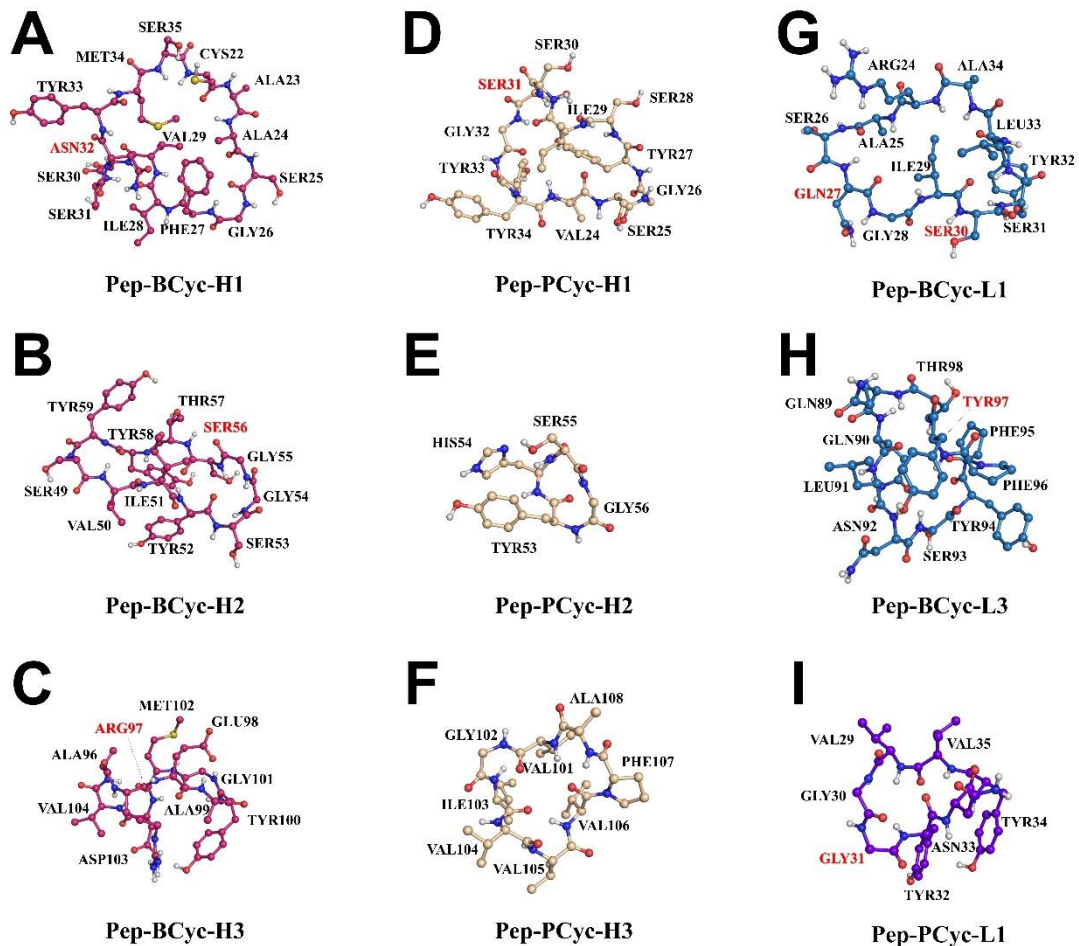 A
SER35
MET34
CYS22
ALA23
TYR33
VAL29
ALA24
ASN32
SER30
SER25
SER31
ILE28
PHE27
GLY26
Pep-BCyc-H1
D
SER30
SER31
ILE29
SER28
GLY32
TYR27
TYR33
GLY26
TYR34
VAL24
SER25
Pep-PCyc-H1
G
ARG24
ALA34
SER26
LEU33
ALA25
ILE29
TYR32
GLN27
GLY28
SER30
SER31
Pep-BCyc-L1
B
TYR59
THR57
TYR58
SER56
GLY55
SER49
ILE51
GLY54
VAL50
TYR52
SER53
Pep-BCyc-H2
E
SER55
HIS54
GLY56
TYR53
Pep-PCyc-H2
H
THR98
GLN89
TYR97
GLN90
PHE95
LEU91
PHE96
ASN92
TYR94
SER93
Pep-BCyc-L3
C
MET102
ARG97
GLU98
ALA96
GLY101
VAL104
ALA99
TYR100
ASP103
Pep-BCyc-H3
F
ALA108
GLY102
VAL101
PHE107
ILE103
VAL106
VAL104
VAL105
Pep-PCyc-H3
I
VAL29
VAL35
GLY30
TYR34
ASN33
GLY31
TYR32
Pep-PCyc-L1